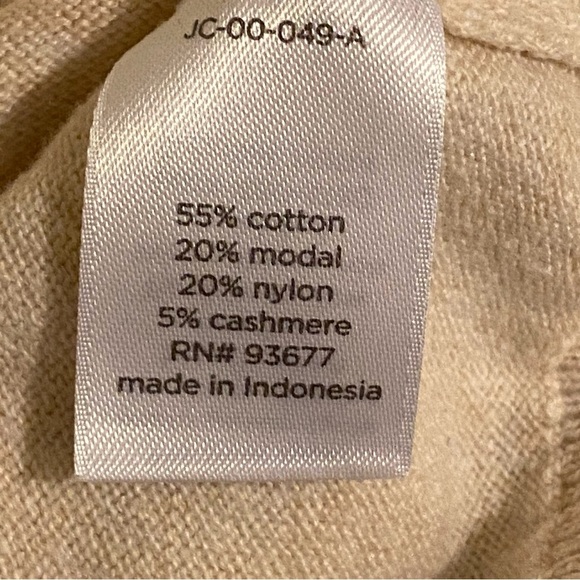 JC-00-049-A
55% cotton
20% modal
20% nylon
5% cashmere
RN# 93677
made in Indonesia